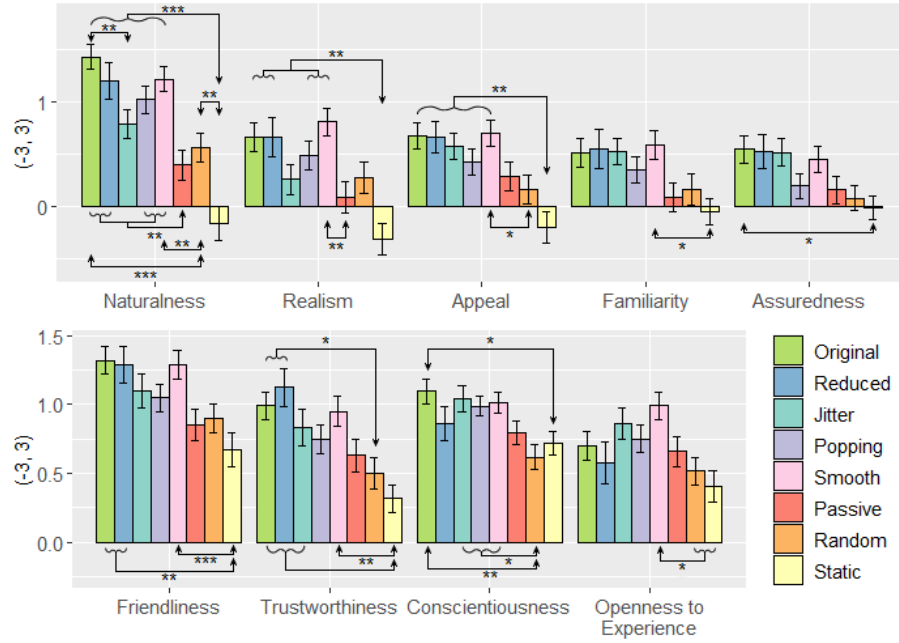 ***
**
**
**
(-3, 3)
1
**
0
**
**
**
*
*
*
***
Naturalness
Realism
Appeal
Familiarity
Assuredness
1.5
*
*
Original
Reduced
1.0
Jitter
(-3, 3)
Popping
0.5
Smooth
Passive
0.0
Random
***
**
*
*
**
**
Static
Friendliness
Trustworthiness
Conscientiousness
Openness to
Experience